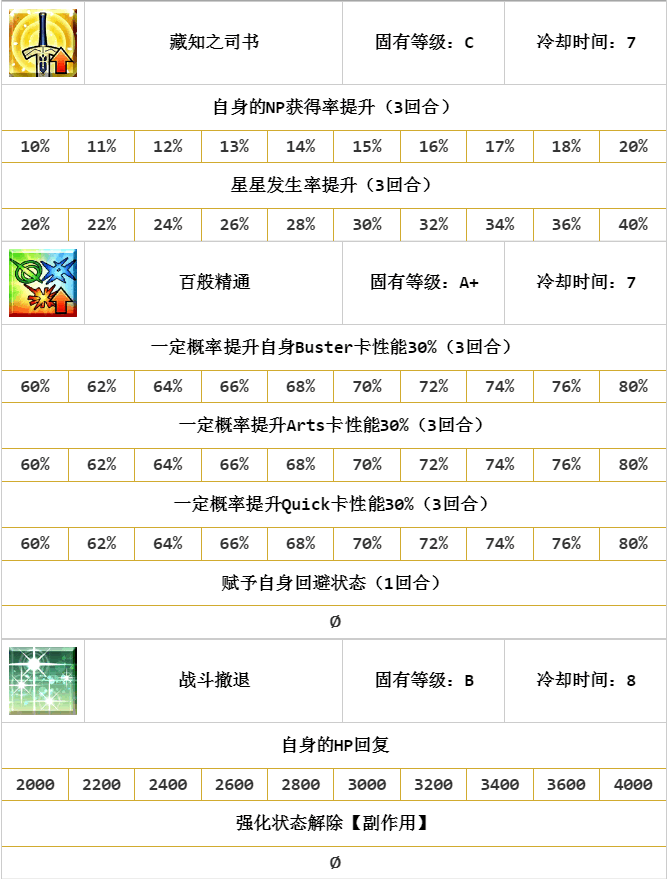 藏知之司书 固有等级：C 冷却时间：7
自身的NP获得率提升（3回合）
10% 11% 12% 13% 14% 15% 16% 17% 18% 20%
星星发生率提升（3回合）
20% 22% 24% 26% 28% 30% 32% 34% 36% 40%
百般精通 固有等级：A+ 冷却时间：7
一定概率提升自身Buster卡性能30%（3回合）
60% 62% 64% 66% 68% 70% 72% 74% 76% 80%
一定概率提升Arts卡性能30%（3回合）
60% 62% 64% 66% 68% 70% 72% 74% 76% 80%
一定概率提升Quick卡性能30%（3回合）
60% 62% 64% 66% 68% 70% 72% 74% 76% 80%
赋予自身回避状态（1回合）
Ø
战斗撤退 固有等级：B 冷却时间：8
自身的HP回复
2000 2200 2400 2600 2800 3000 3200 3400 3600 4000
强化状态解除【副作用】
Ø